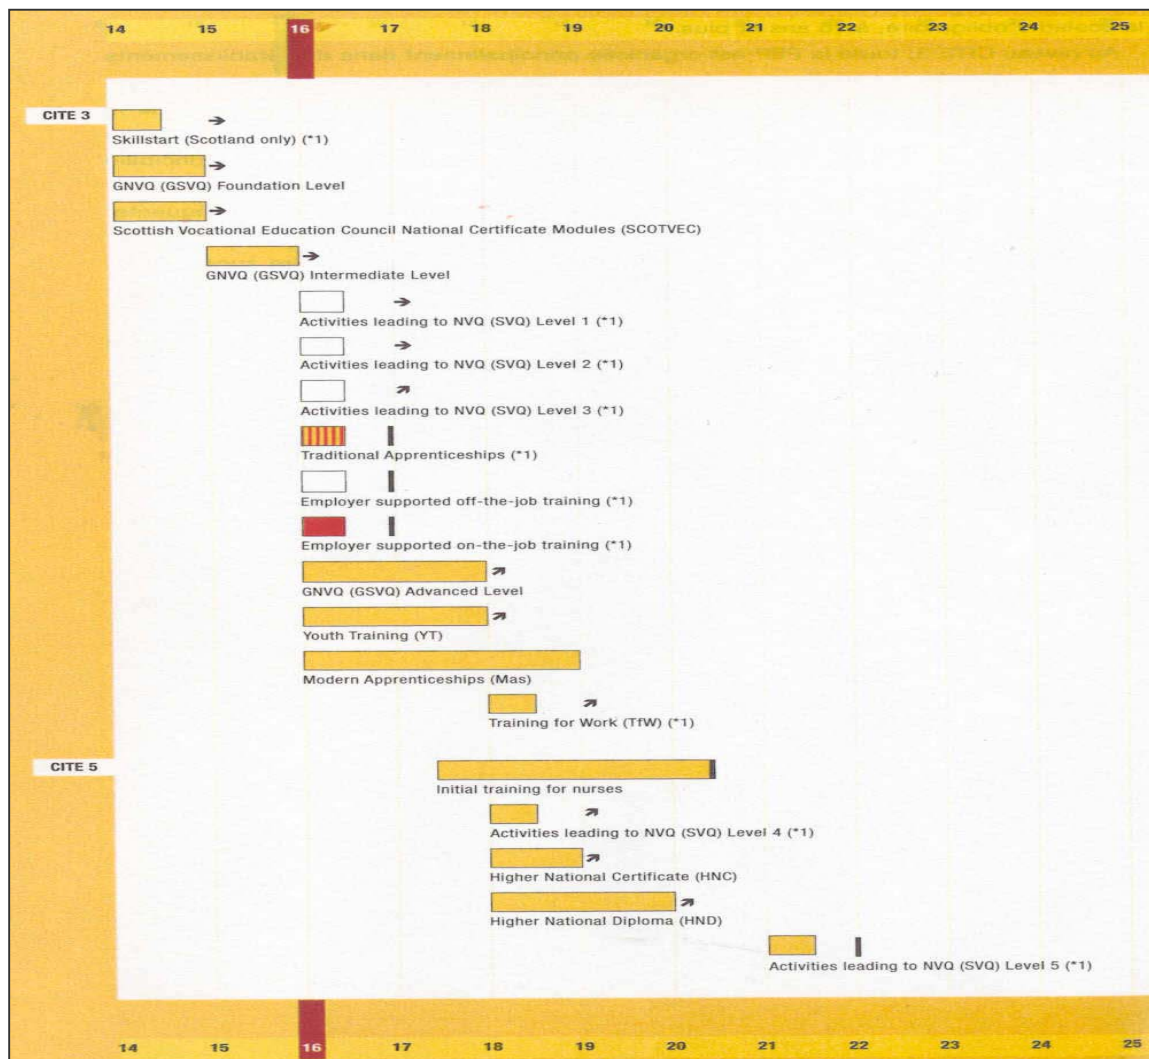 14 15 16 17 18 19 20 21 22 23 24 25
CITE 3
Skillstart (Scotland only) (*1)
GNVQ (GSVQ) Foundation Level
Scottish Vocational Education Council National Certificate Modules (SCOTVEC)
GNVQ (GSVQ) Intermediate Level
Activities leading to NVQ (SVQ) Level 1 (*1)
Activities leading to NVQ (SVQ) Level 2 (*1)
Activities leading to NVQ (SVQ) Level 3 (*1)
Traditional Apprenticeships (*1)
Employer supported off-the-job training (*1)
Employer supported on-the-job training (*1)
GNVQ (GSVQ) Advanced Level
Youth Training (YT)
Modern Apprenticeships (Mas)
Training for Work (TfW) (*1)
CITE 5
Initial training for nurses
Activities leading to NVQ (SVQ) Level 4 (*1)
Higher National Certificate (HNC)
Higher National Diploma (HND)
Activities leading to NVQ (SVQ) Level 5 (*1)
14 15 16 17 18 19 20 21 22 23 24 25